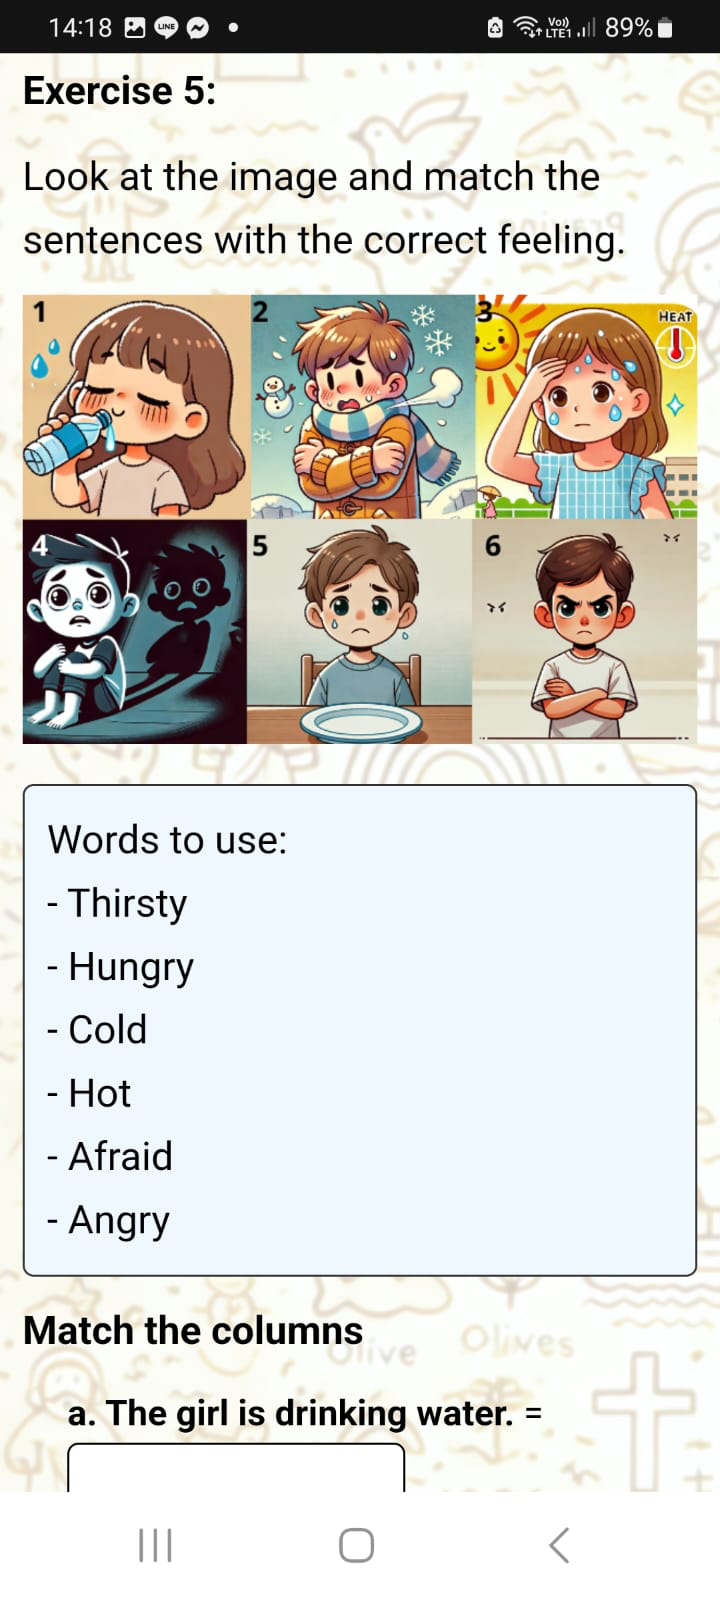 14:18
LINE
Vo))
LTE1
89%
Exercise 5:
Look at the image and match the
sentences with the correct feeling.
1
2
3
HEAT
4
5
6
Words to use:
- Thirsty
- Hungry
- Cold
- Hot
- Afraid
- Angry
Match the columns
Olive
Olives
a. The girl is drinking water. =